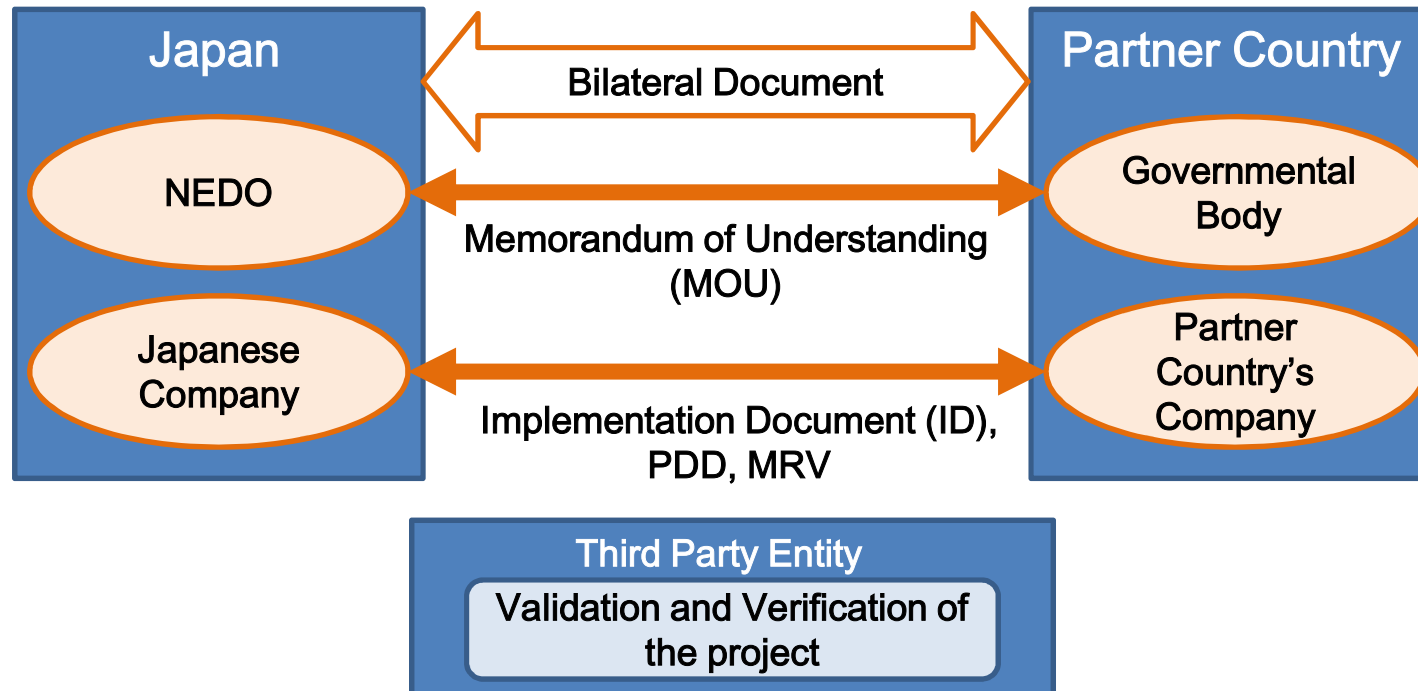 Japan
Bilateral Document
Partner Country
NEDO
Governmental
Body
Memorandum of Understanding
(MOU)
Japanese
Company
Partner
Country's
Company
Implementation Document (ID),
PDD, MRV
Third Party Entity
Validation and Verification of
the project